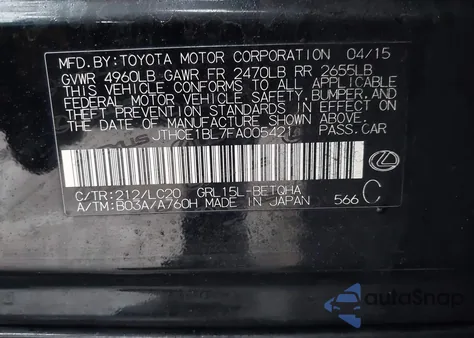 MFD.BY:TOYOTA MOTOR CORPORATION 04/15
GVWR 4960LB GAWR FR 2470LB RR 2655LB
THIS VEHICLE CONFORMS TO ALL APPLICABLE
FEDERAL MOTOR VEHICLE SAFETY,BUMPER,AND
THEFT PREVENTION STANDARDS IN EFFECT ON
THE DATE OF MANUFACTURE SHOWN ABOVE.
JTHCE1BL7FA005421 PASS.CAR
C/TR:212/LC20 GRL15L-BETQHA
A/TM:B03A/A760H MADE IN JAPAN 566 C
autoSnap